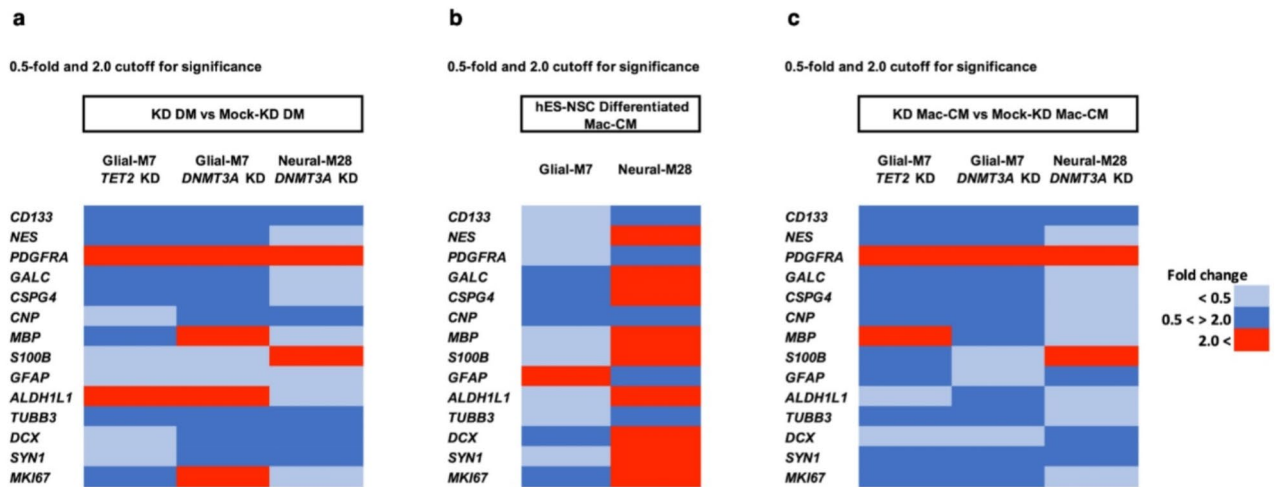 a
0.5-fold and 2.0 cutoff for significance
KD DM vs Mock-KD DM
Glial-M7
TET2 KD
Glial-M7
DNMT3A KD
Neural-M28
DNMT3A KD
CD133
NES
PDGFRA
GALC
CSPG4
CNP
MBP
S100B
GFAP
ALDH1L1
TUBB3
DCX
SYN1
MKI67
b
0.5-fold and 2.0 cutoff for significance
hES-NSC Differentiated
Mac-CM
Glial-M7
Neural-M28
CD133
NES
PDGFRA
GALC
CSPG4
CNP
MBP
S100B
GFAP
ALDH1L1
TUBB3
DCX
SYN1
MKI67
c
0.5-fold and 2.0 cutoff for significance
KD Mac-CM vs Mock-KD Mac-CM
Glial-M7
TET2 KD
Glial-M7
DNMT3A KD
Neural-M28
DNMT3A KD
CD133
NES
PDGFRA
GALC
CSPG4
CNP
MBP
S100B
GFAP
ALDH1L1
TUBB3
DCX
SYN1
MKI67
Fold change
< 0.5
0.5 < > 2.0
2.0 <